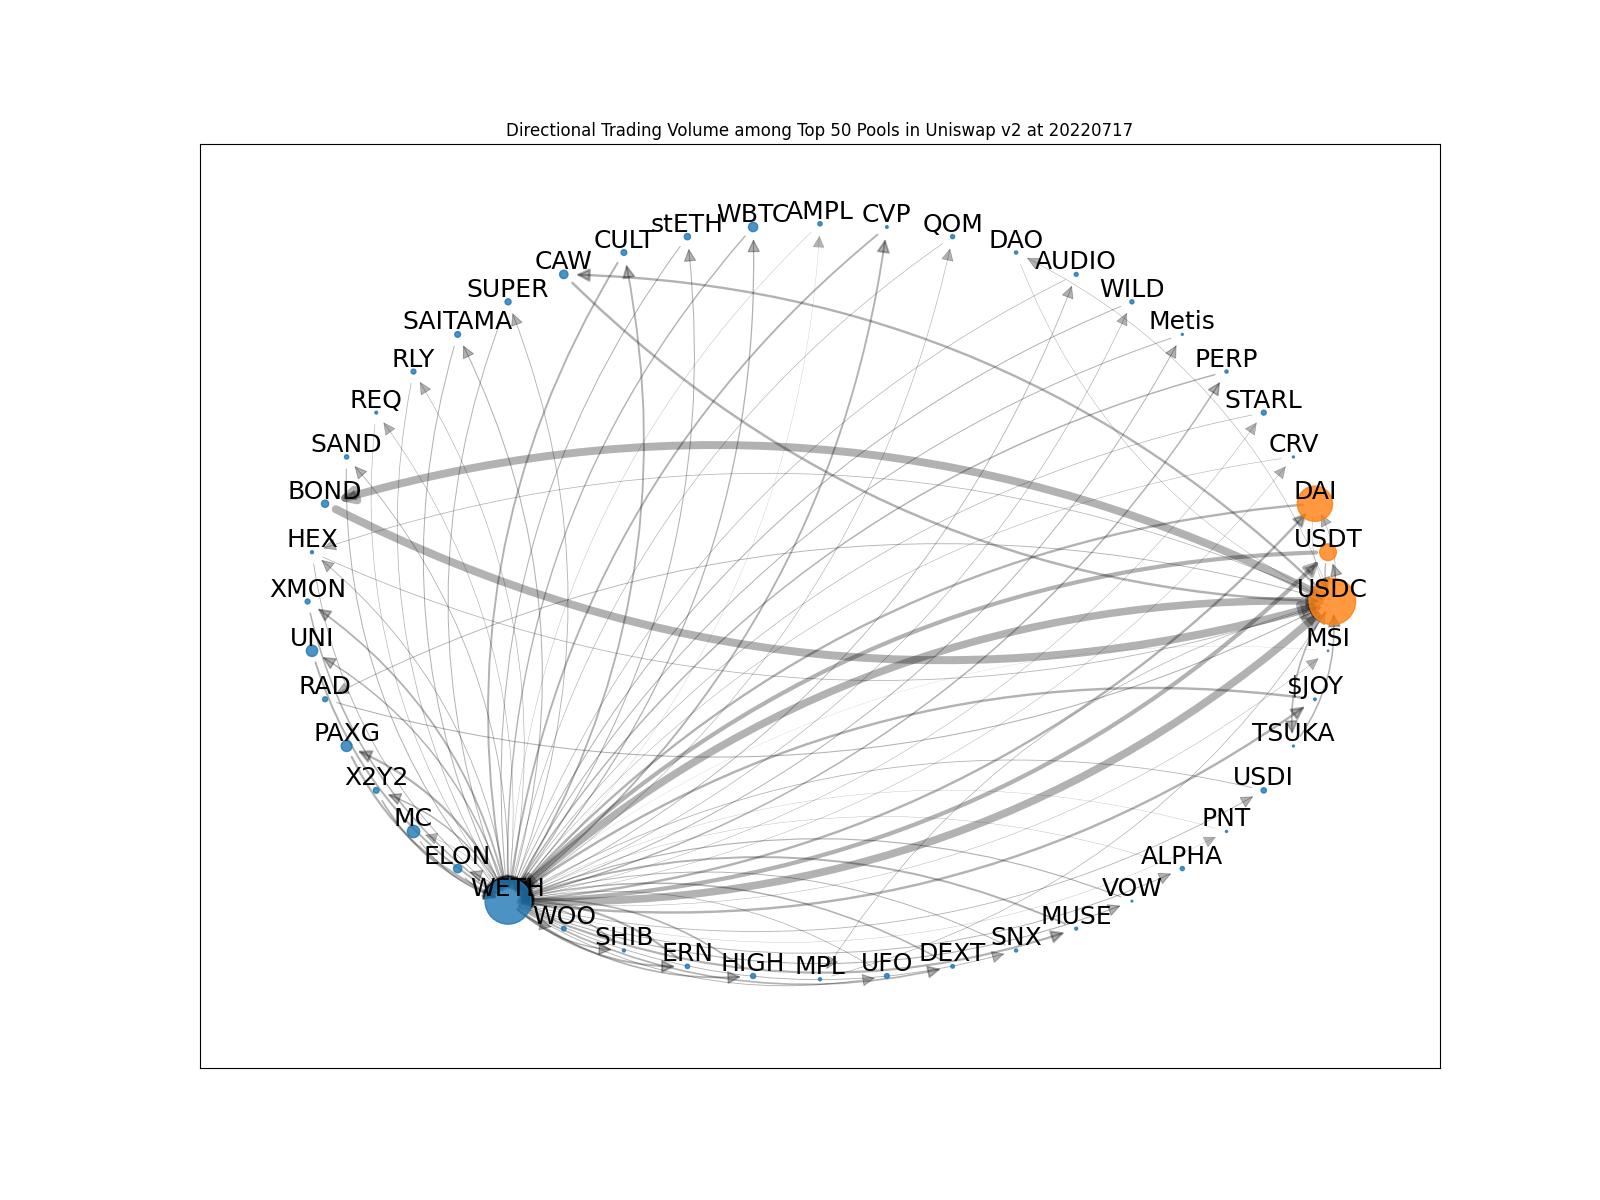 Directional Trading Volume among Top 50 Pools in Uniswap v2 at 20220717
WBTC
AMPL
CVP
stETH
QOM
CULT
DAO
CAW
AUDIO
SUPER
WILD
SAITAMA
Metis
RLY
PERP
REQ
STARL
SAND
CRV
BOND
DAI
HEX
USDT
XMON
USDC
UNI
MSI
RAD
$JOY
PAXG
TSUKA
X2Y2
USDI
MC
PNT
ELON
ALPHA
WETH
VOW
WOO
MUSE
SHIB
SNX
ERN
DEXT
HIGH
MPL
UFO